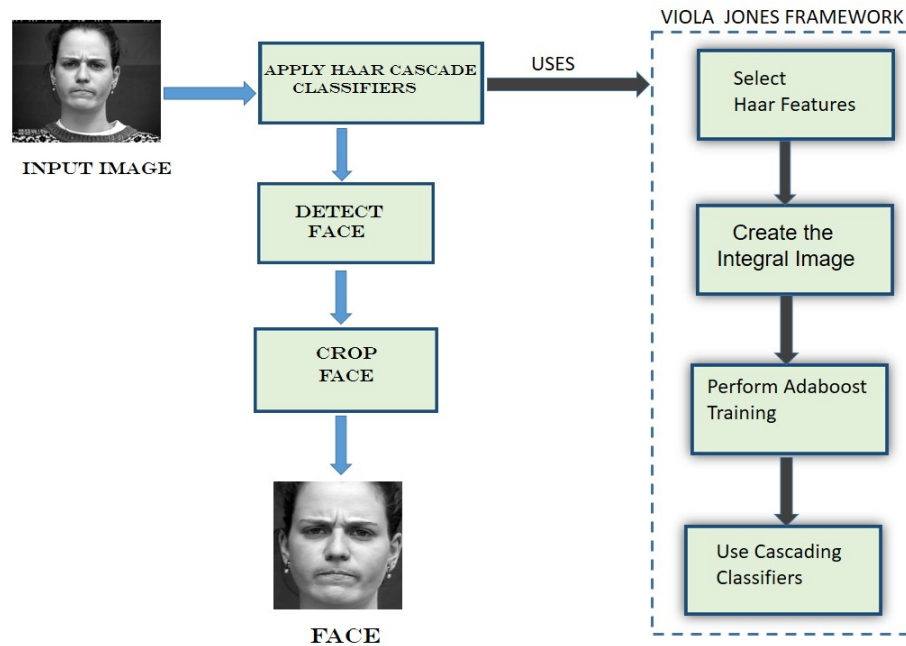 VIOLA JONES FRAMEWORK
APPLY HAAR CASCADE
CLASSIFIERS
USES
Select
Haar Features
INPUT IMAGE
DETECT
FACE
Create the
Integral Image
CROP
FACE
Perform Adaboost
Training
Use Cascading
Classifiers
FACE